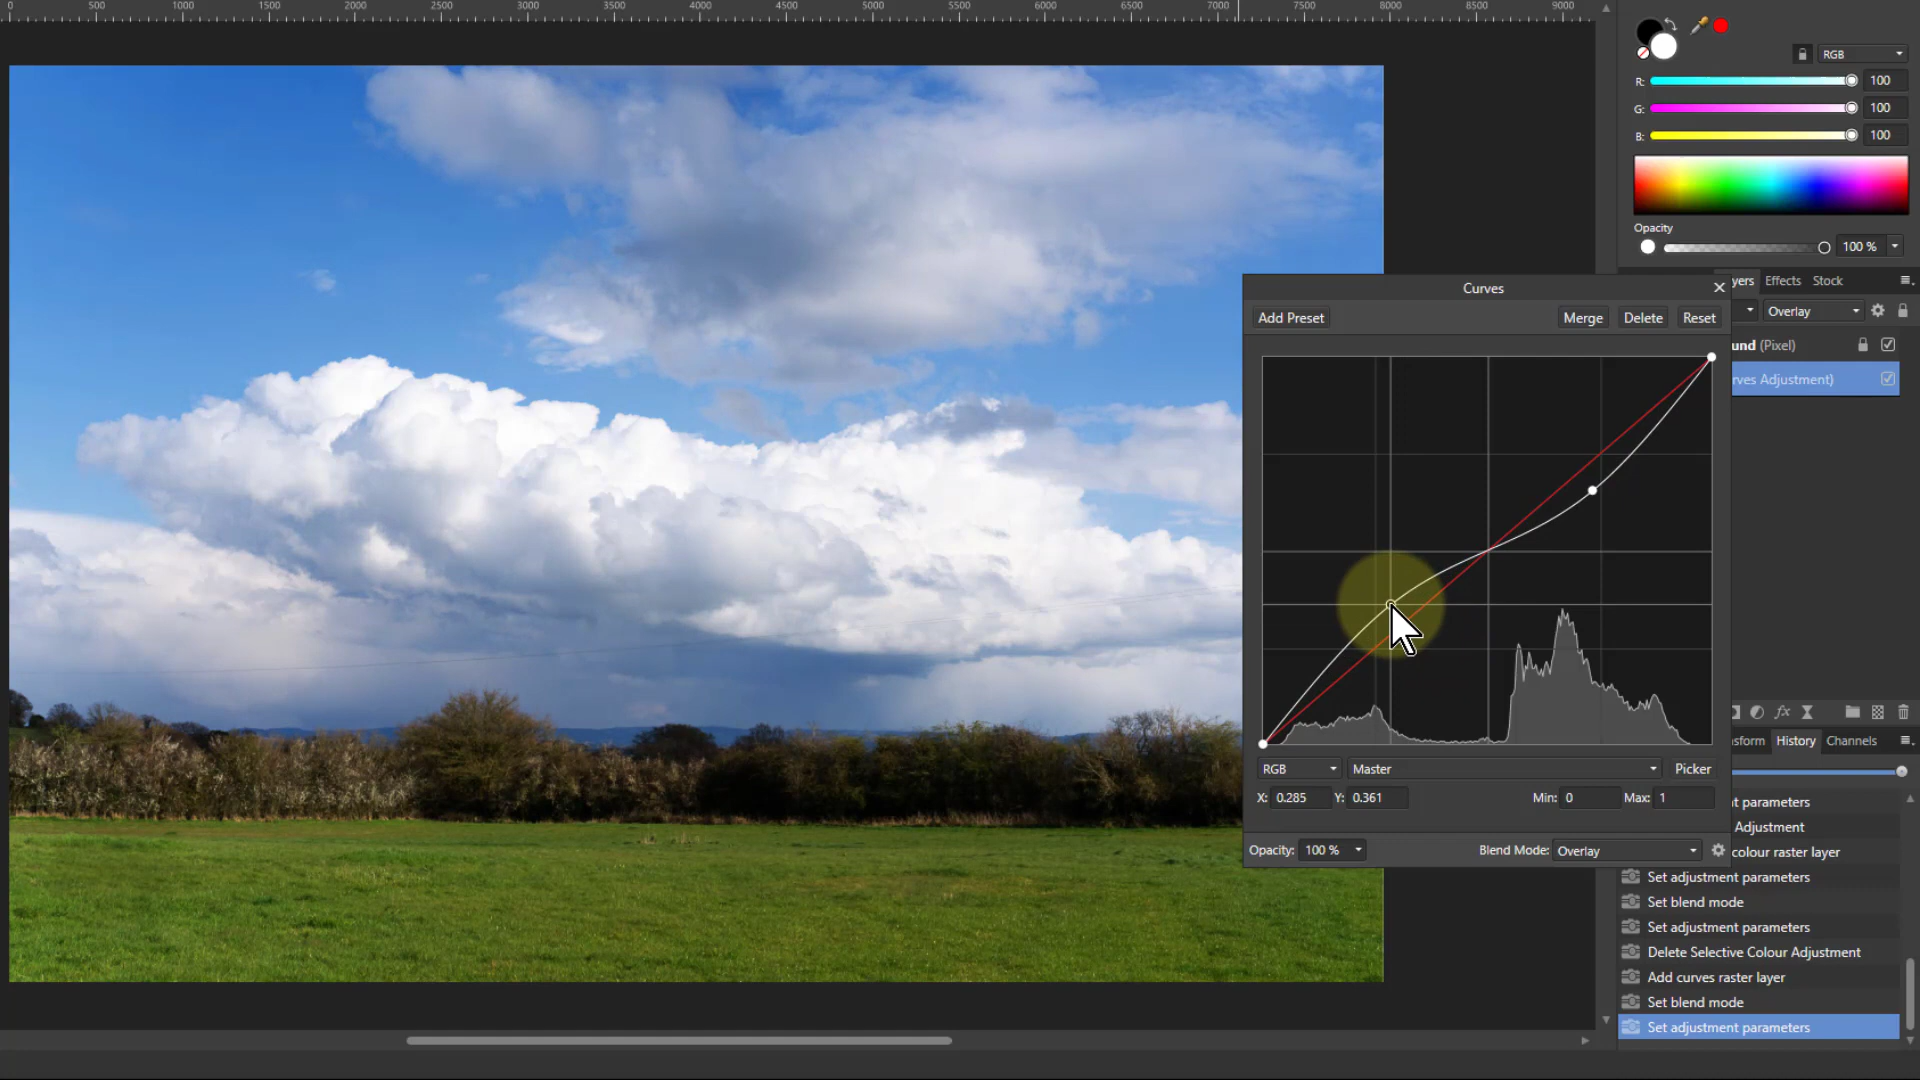 0 500 1000 1500 2000 2500 3000 3500 4000 4500 5000 5500 6000 6500 7000 7500 8000 8500 9000
RGB
R: 100
G: 100
B: 100
Opacity
100 %
yers Effects Stock
Overlay
und (Pixel)
rves Adjustment)
Curves
Add Preset Merge Delete Reset
RGB Master Picker
X: 0.285 Y: 0.361 Min: 0 Max: 1
Opacity: 100 % Blend Mode: Overlay
fx
nsform History Channels
t parameters
Adjustment
colour raster layer
Set adjustment parameters
Set blend mode
Set adjustment parameters
Delete Selective Colour Adjustment
Add curves raster layer
Set blend mode
Set adjustment parameters